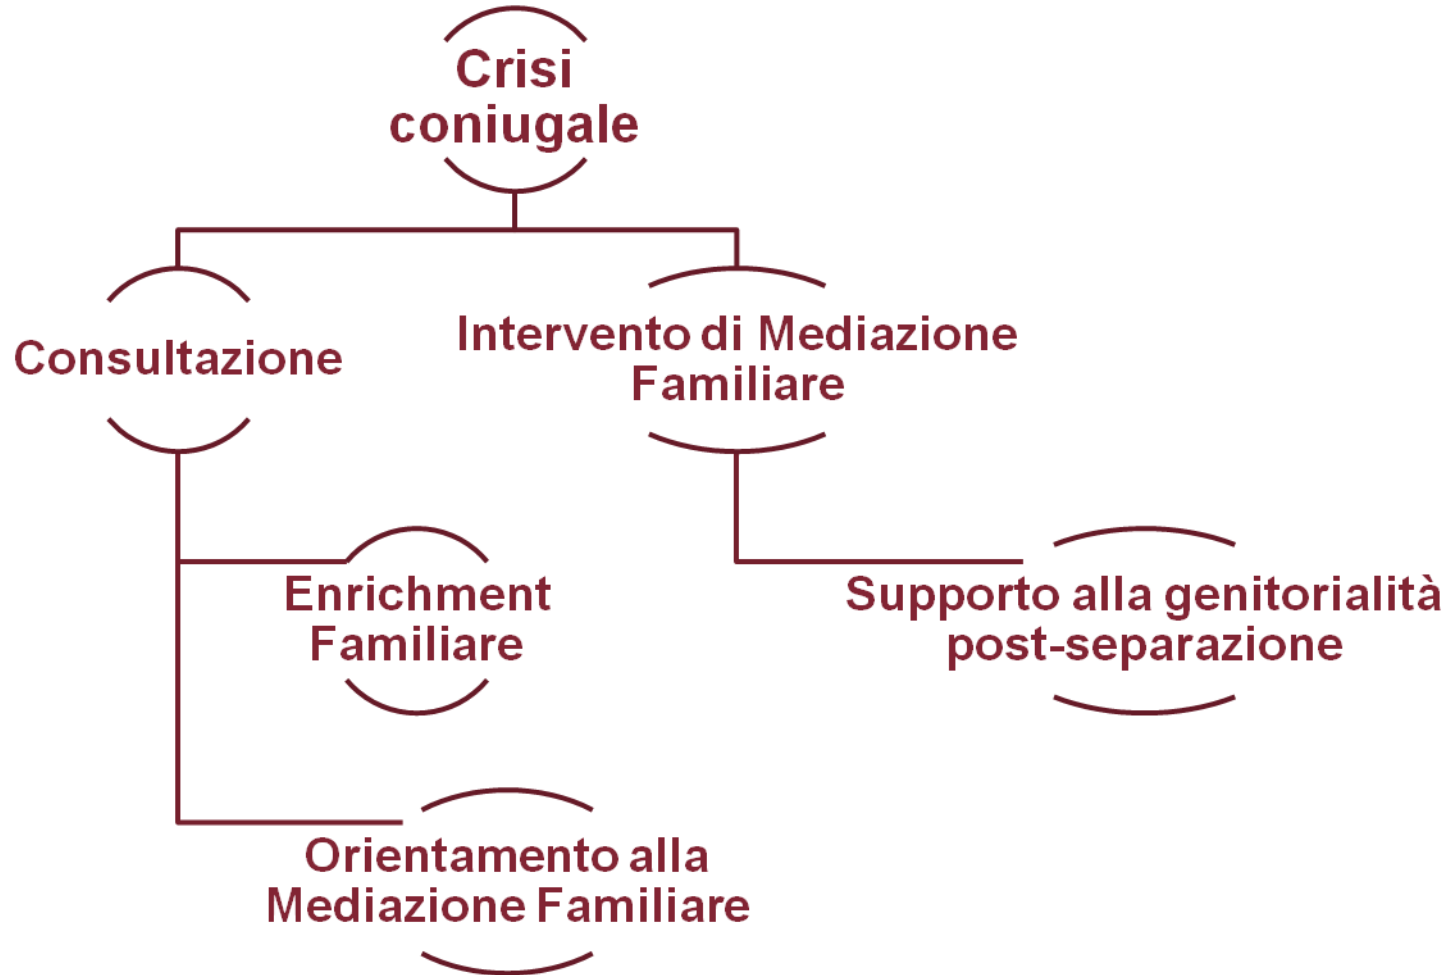 Crisi
coniugale
Consultazione
Intervento di Mediazione
Familiare
Enrichment
Familiare
Supporto alla genitorialità
post-separazione
Orientamento alla
Mediazione Familiare